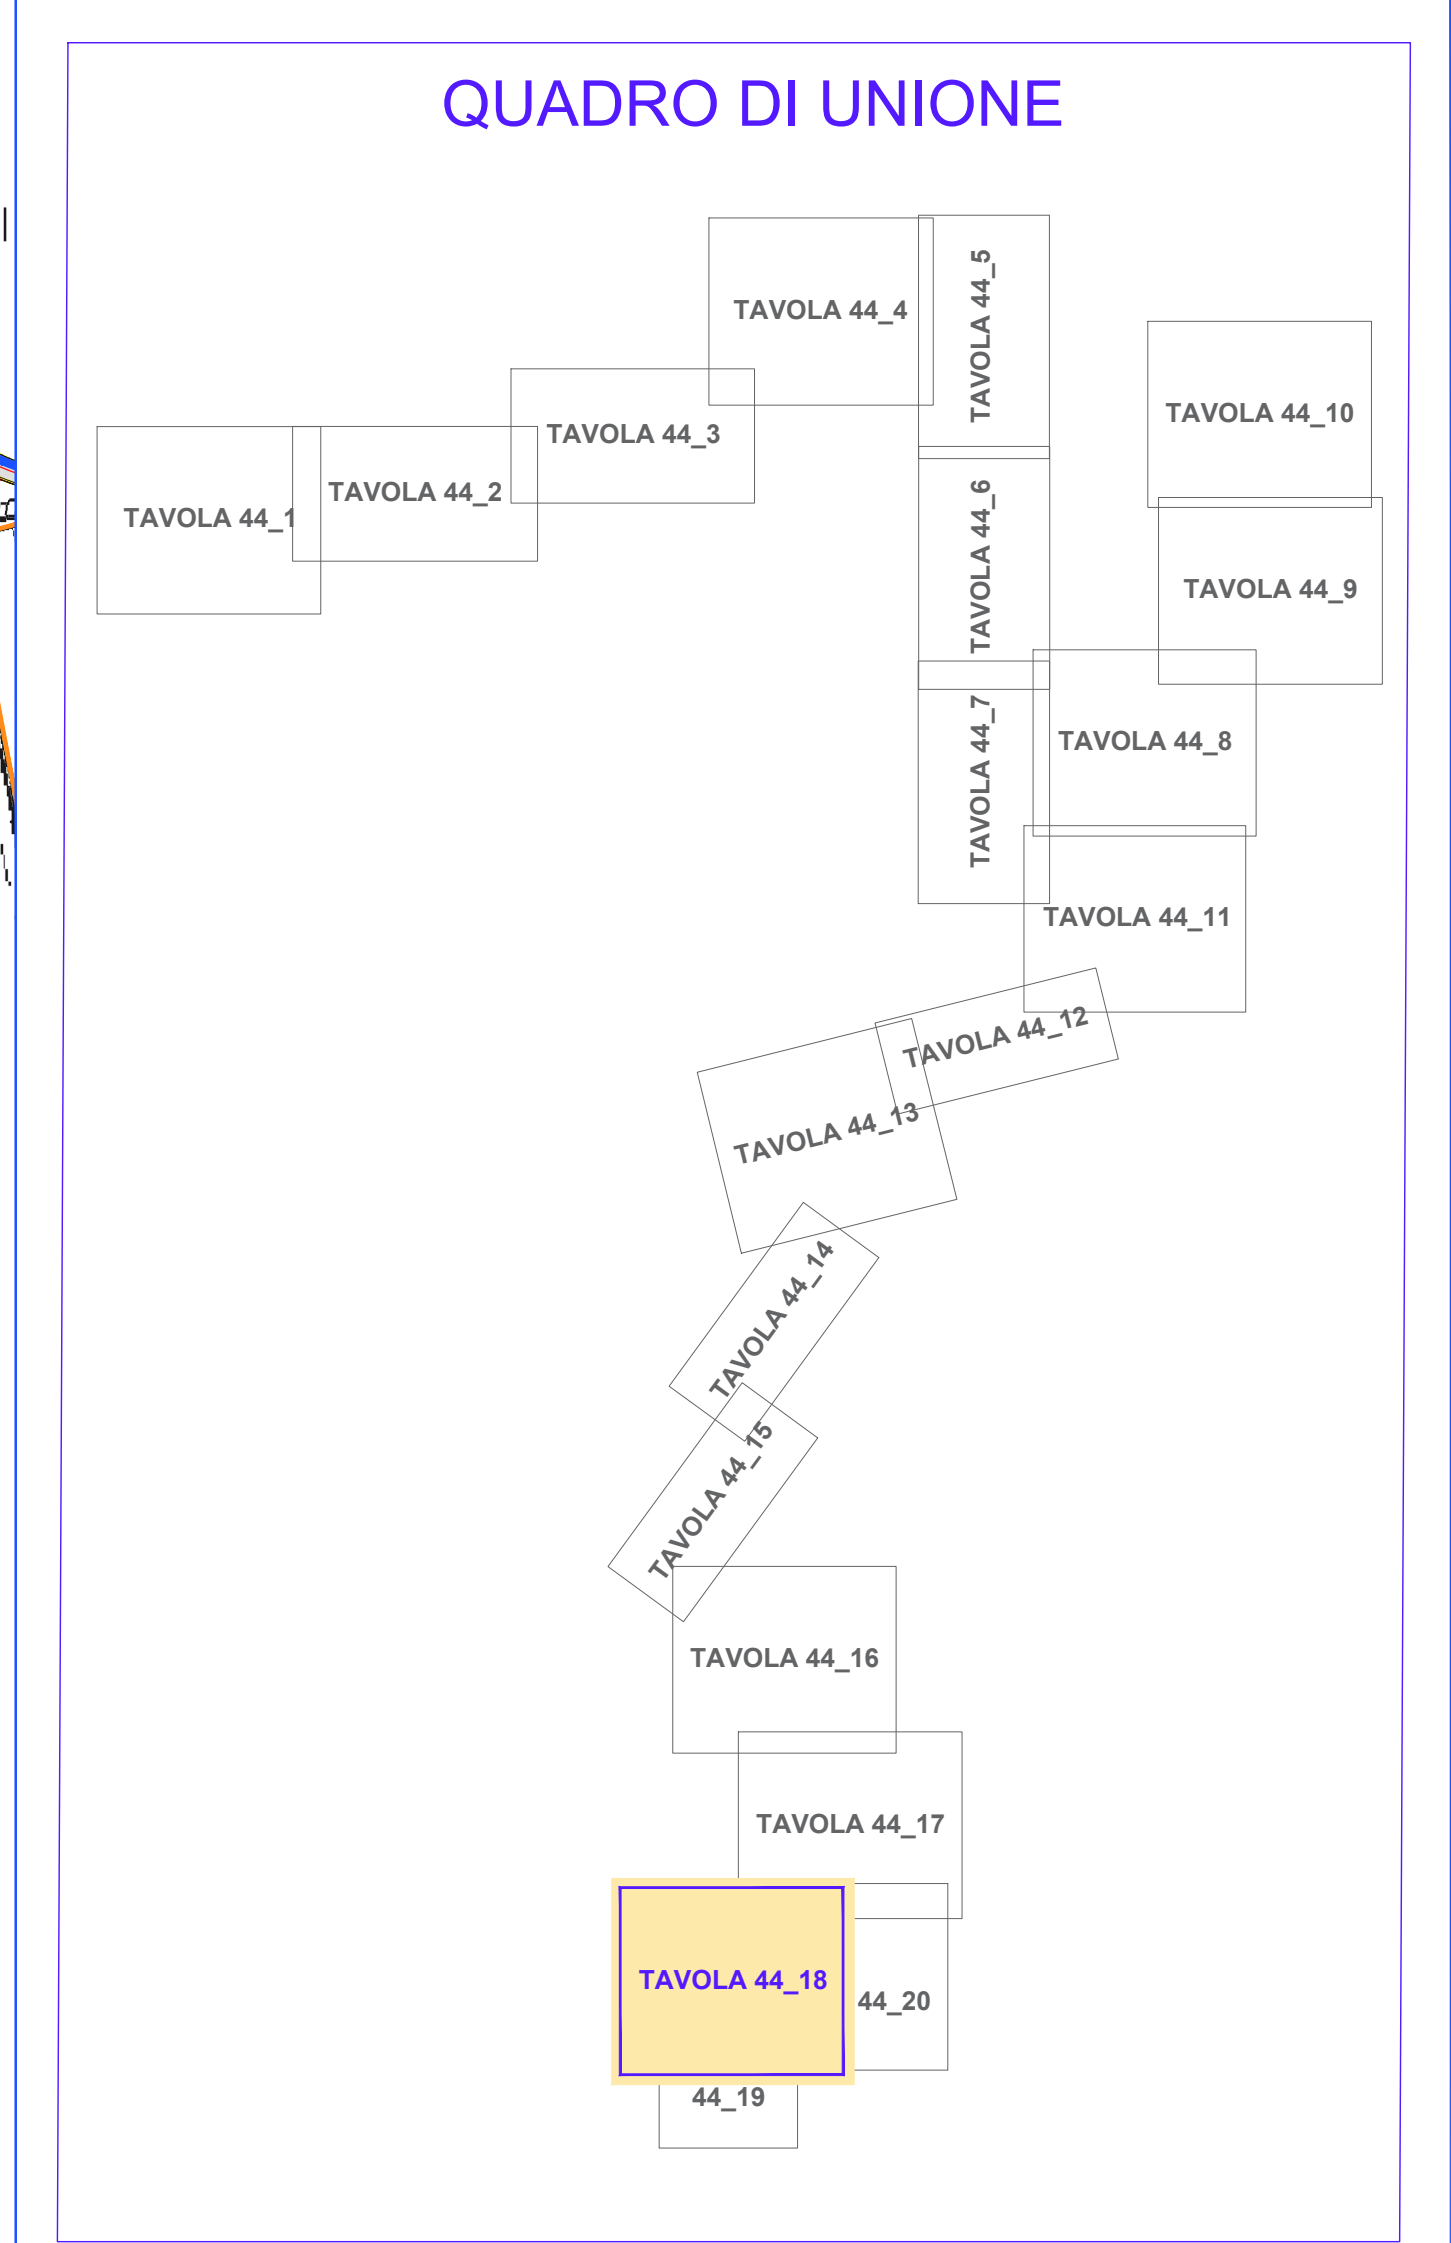 QUADRO DI UNIONE
TAVOLA 44_4
TAVOLA 44_5
TAVOLA 44_10
TAVOLA 44_3
TAVOLA 44_2
TAVOLA 44_1
TAVOLA 44_6
TAVOLA 44_9
TAVOLA 44_8
TAVOLA 44_7
TAVOLA 44_11
TAVOLA 44_12
TAVOLA 44_13
TAVOLA 44_14
TAVOLA 44_15
TAVOLA 44_16
TAVOLA 44_17
TAVOLA 44_18
44_20
44_19